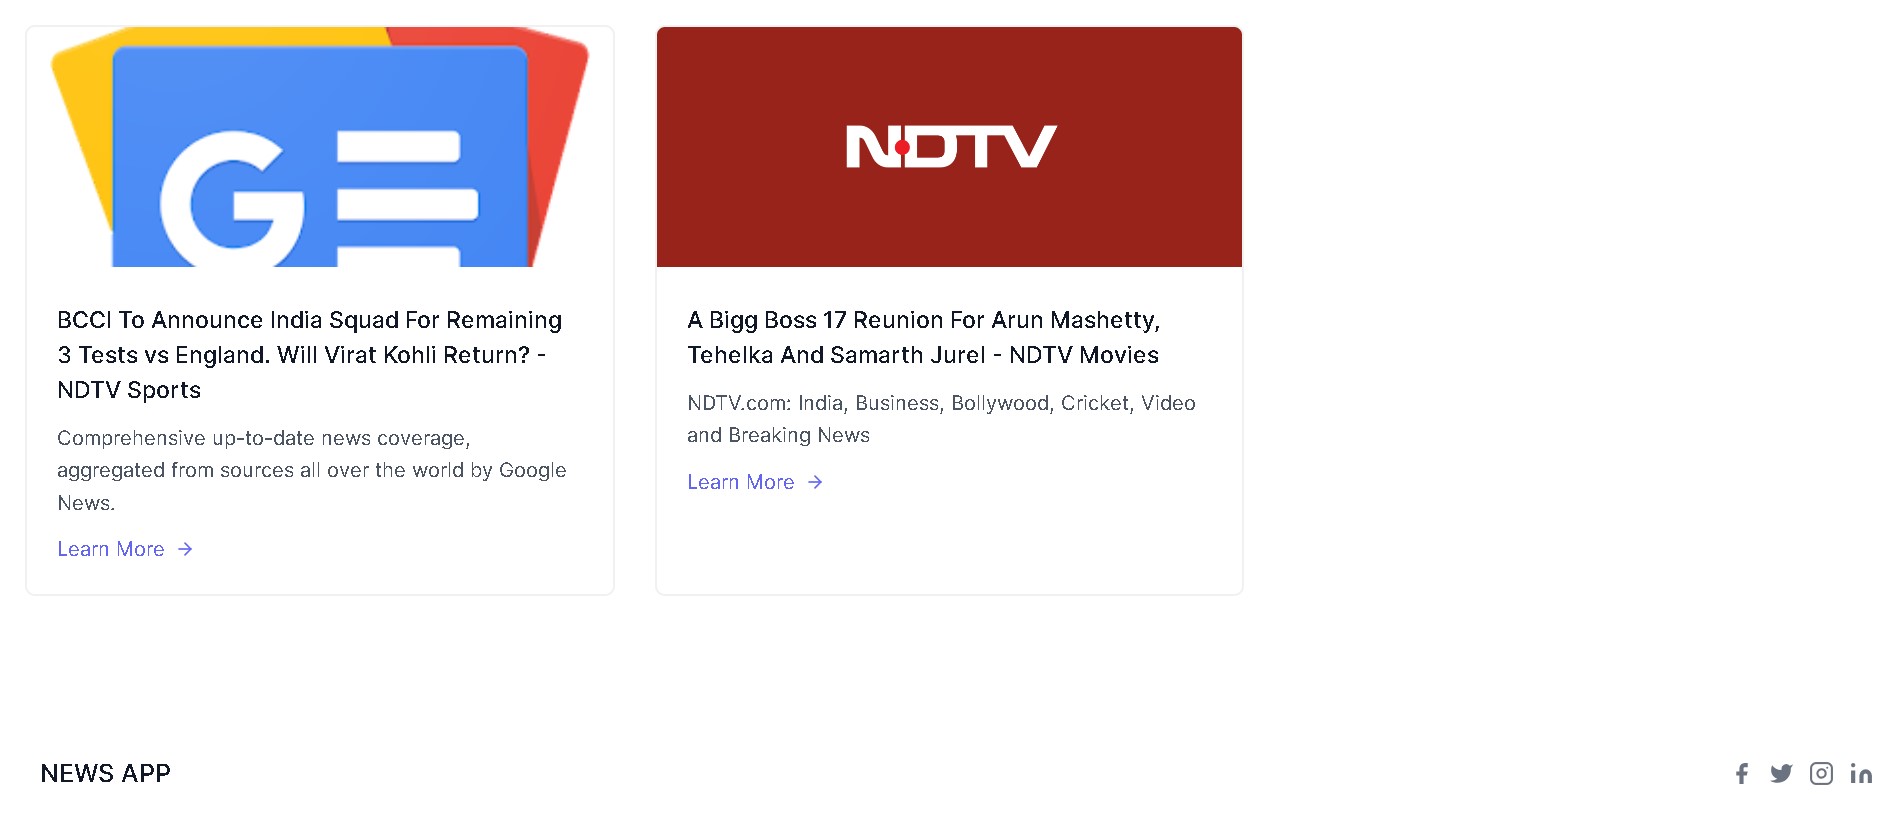 G
NDTV
BCCI To Announce India Squad For Remaining
3 Tests vs England. Will Virat Kohli Return? -
NDTV Sports
Comprehensive up-to-date news coverage,
aggregated from sources all over the world by Google
News.
Learn More →
A Bigg Boss 17 Reunion For Arun Mashetty,
Tehelka And Samarth Jurel - NDTV Movies
NDTV.com: India, Business, Bollywood, Cricket, Video
and Breaking News
Learn More →
NEWS APP